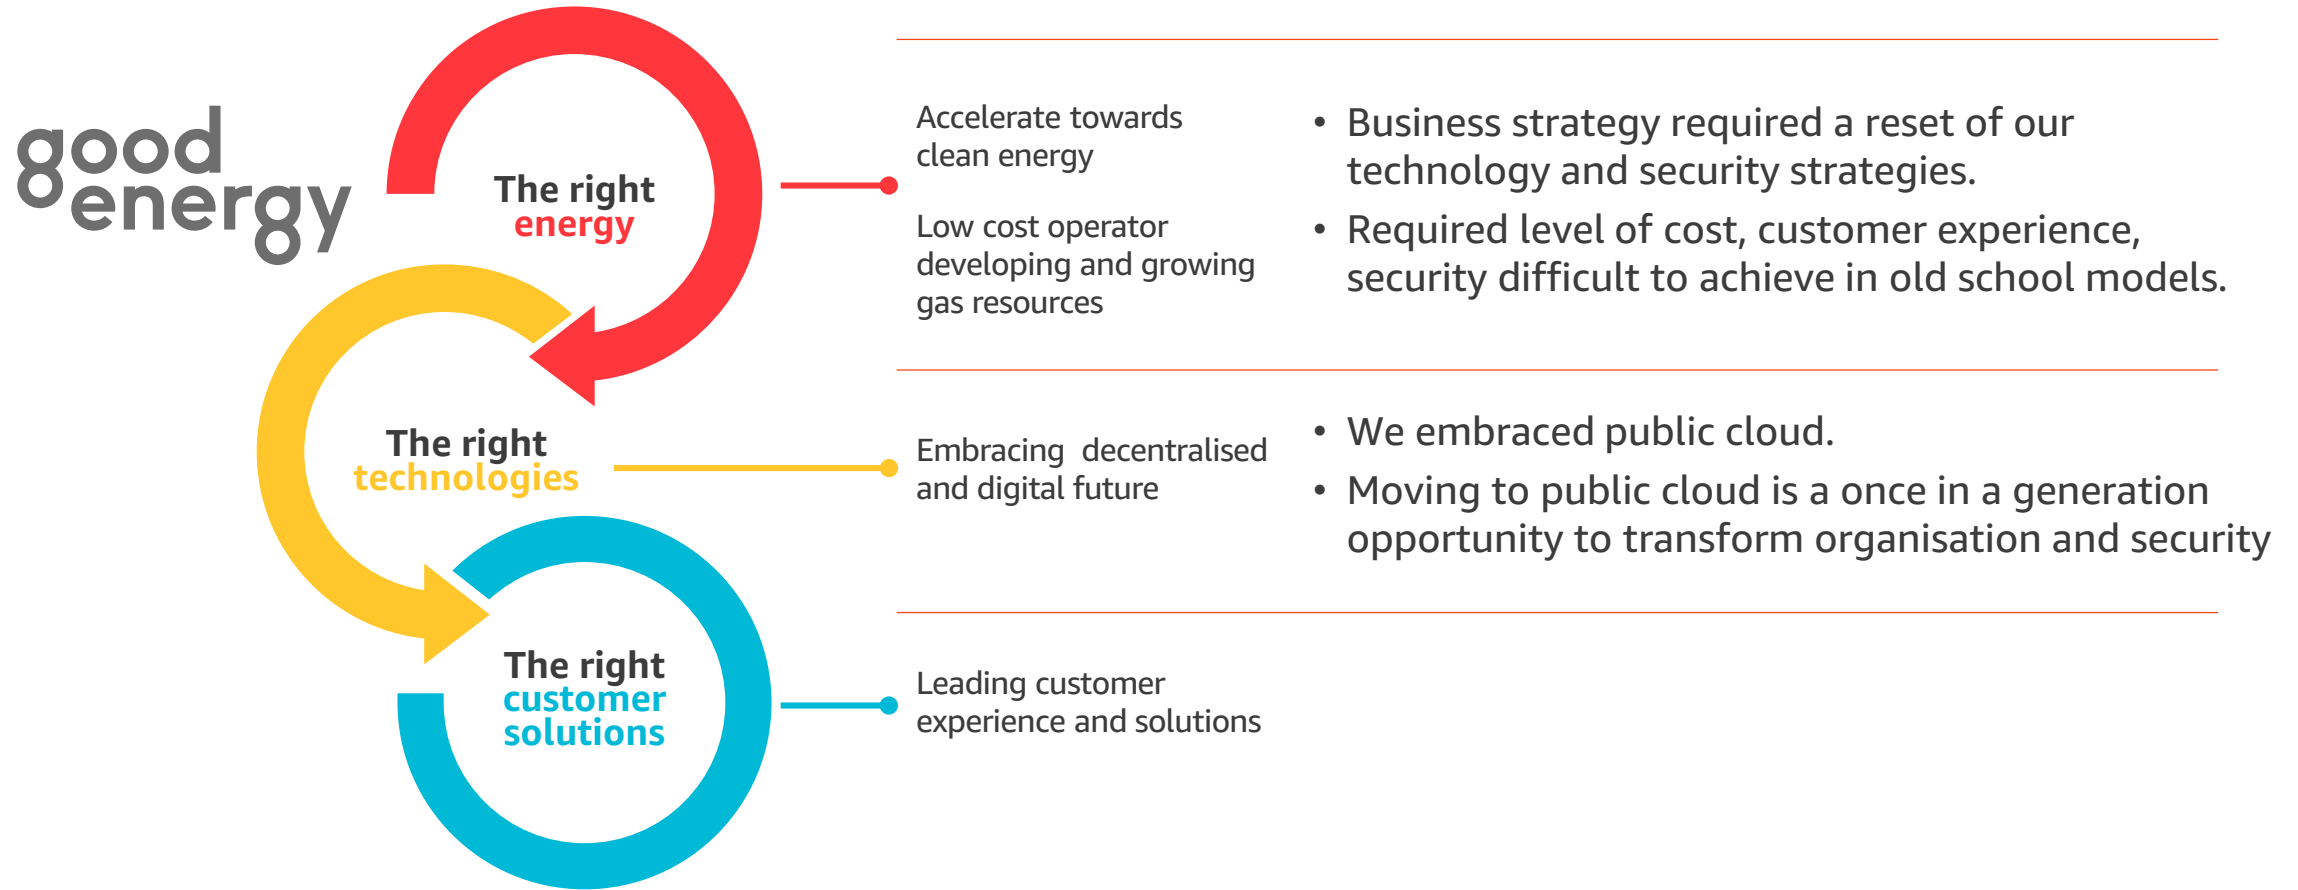 good
energy
The right
energy
Accelerate towards
clean energy
Low cost operator
developing and growing
gas resources
• Business strategy required a reset of our
technology and security strategies.
• Required level of cost, customer experience,
security difficult to achieve in old school models.
The right
technologies
Embracing  decentralised
and digital future
• We embraced public cloud.
• Moving to public cloud is a once in a generation
opportunity to transform organisation and security
The right
customer
solutions
Leading customer
experience and solutions